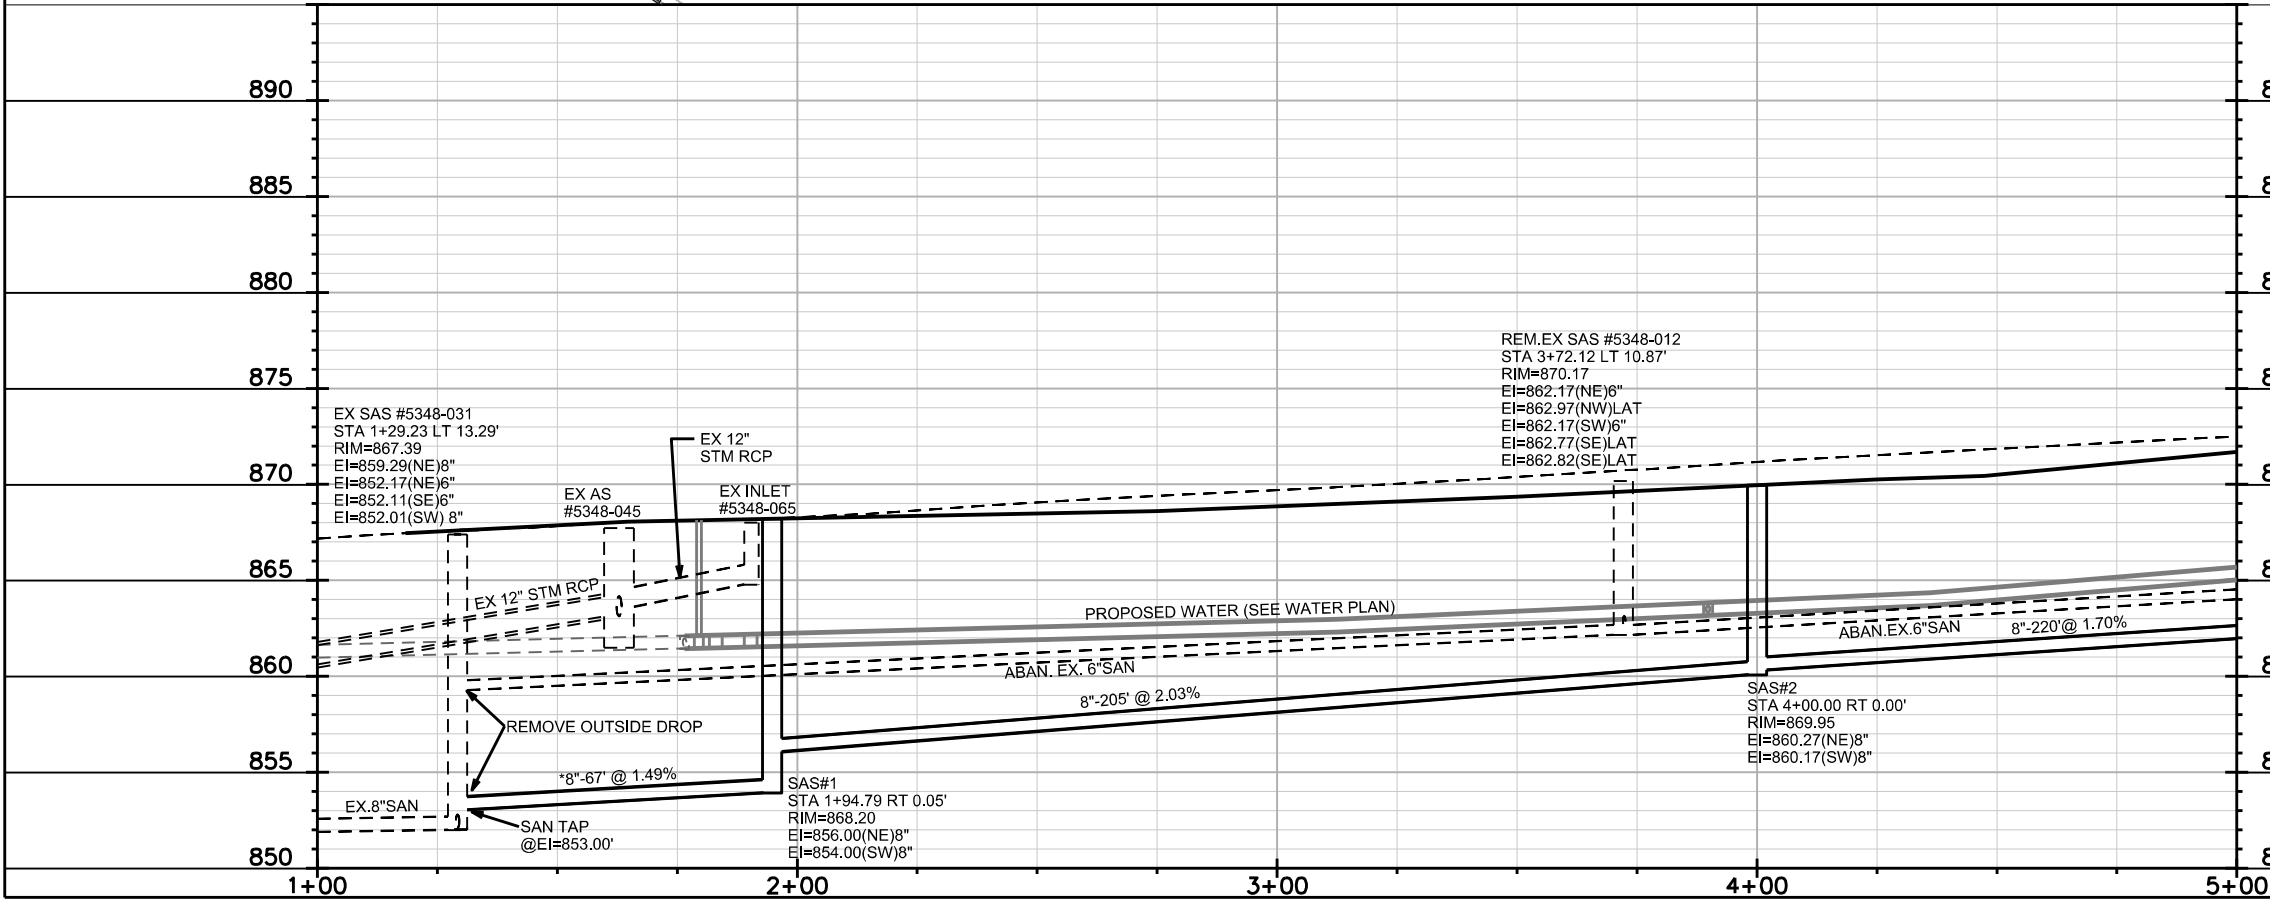 890
885
880
875
870
865
860
855
850
8
8
8
8
8
8
8
8
8
1+00
2+00
3+00
4+00
5+00
EX SAS #5348-031
STA 1+29.23 LT 13.29'
RIM=867.39
EI=859.29(NE)8"
EI=852.17(NE)6"
EI=852.11(SE)6"
EI=852.01(SW) 8"
EX AS
#5348-045
EX 12"
STM RCP
EX INLET
#5348-065
EX 12" STM RCP
REM.EX SAS #5348-012
STA 3+72.12 LT 10.87'
RIM=870.17
EI=862.17(NE)6"
EI=862.97(NW)LAT
EI=862.17(SW)6"
EI=862.77(SE)LAT
EI=862.82(SE)LAT
PROPOSED WATER (SEE WATER PLAN)
ABAN. EX. 6"SAN
ABAN.EX.6"SAN
8"-220'@ 1.70%
8"-205' @ 2.03%
REMOVE OUTSIDE DROP
*8"-67' @ 1.49%
EX.8"SAN
SAN TAP
@EI=853.00'
SAS#1
STA 1+94.79 RT 0.05'
RIM=868.20
EI=856.00(NE)8"
EI=854.00(SW)8"
SAS#2
STA 4+00.00 RT 0.00'
RIM=869.95
EI=860.27(NE)8"
EI=860.17(SW)8"